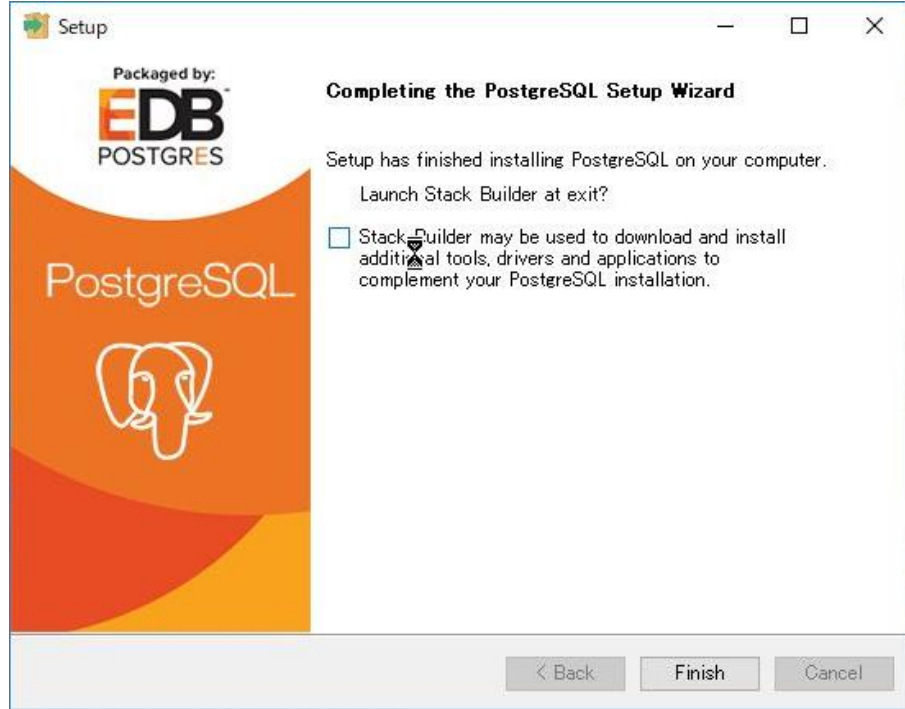 Setup
Packaged by:
EDB
POSTGRES
PostgreSQL
Completing the PostgreSQL Setup Wizard
Setup has finished installing PostgreSQL on your computer.
Launch Stack Builder at exit?
Stack Builder may be used to download and install
additional tools, drivers and applications to
complement your PostgreSQL installation.
< Back
Finish
Cancel